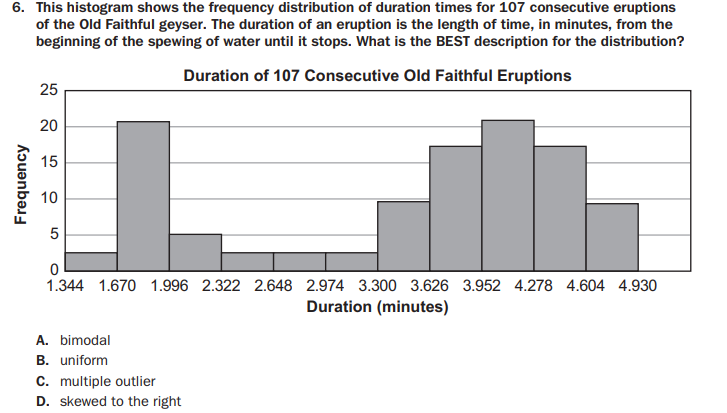 6. This histogram shows the frequency distribution of duration times for 107 consecutive eruptions
of the Old Faithful geyser. The duration of an eruption is the length of time, in minutes, from the
beginning of the spewing of water until it stops. What is the BEST description for the distribution?
Duration of 107 Consecutive Old Faithful Eruptions
25
20
15
10
5
0
Frequency
1.344 1.670 1.996 2.322 2.648 2.974 3.300 3.626 3.952 4.278 4.604 4.930
Duration (minutes)
A. bimodal
B. uniform
C. multiple outlier
D. skewed to the right